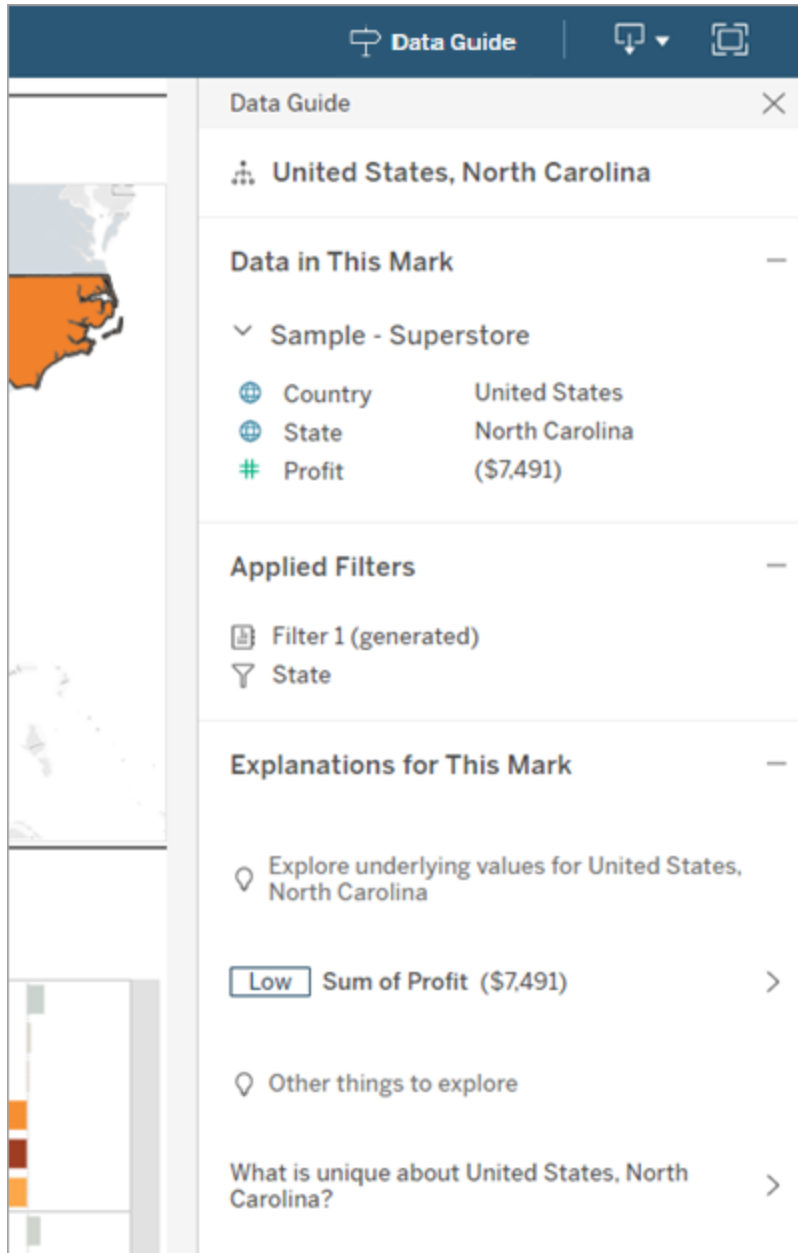 Data Guide
Data Guide
United States, North Carolina
Data in This Mark
Sample - Superstore
Country United States
State North Carolina
Profit ($7,491)
Applied Filters
Filter 1 (generated)
State
Explanations for This Mark
Explore underlying values for United States,
North Carolina
Low Sum of Profit ($7,491)
Other things to explore
What is unique about United States, North
Carolina?